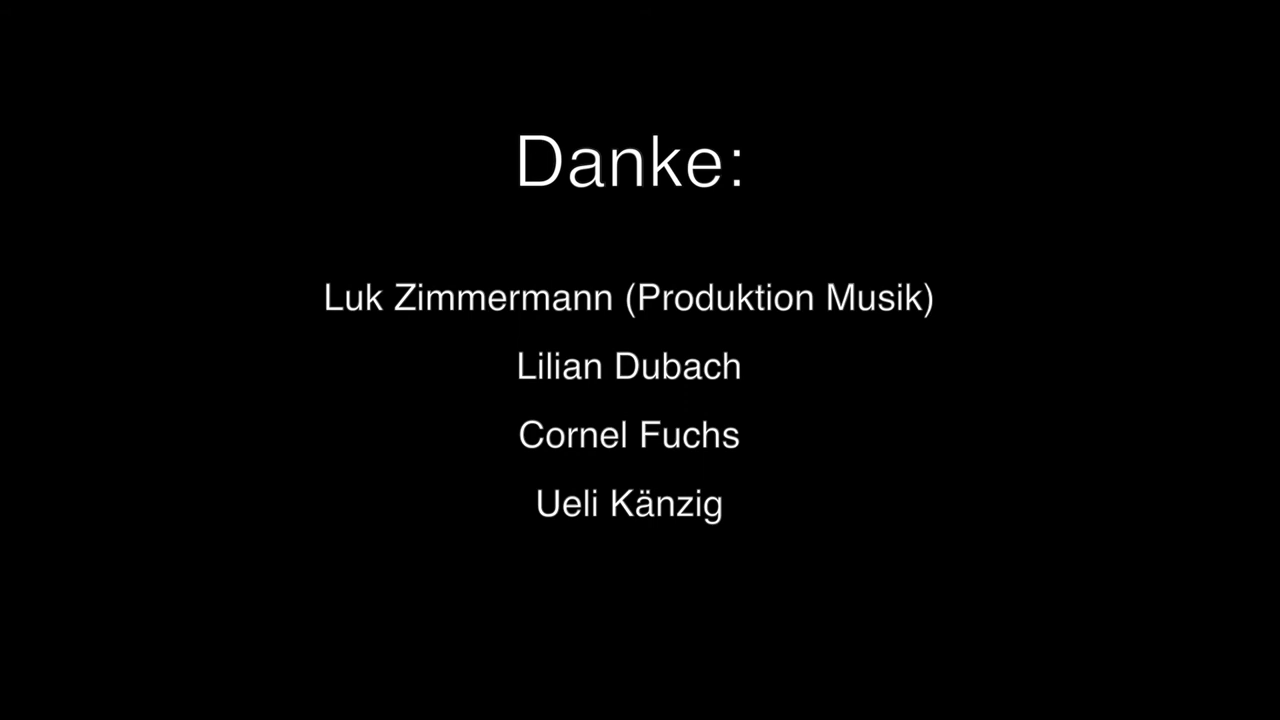 Danke:
Luk Zimmermann (Produktion Musik)
Lilian Dubach
Cornel Fuchs
Ueli Känzig